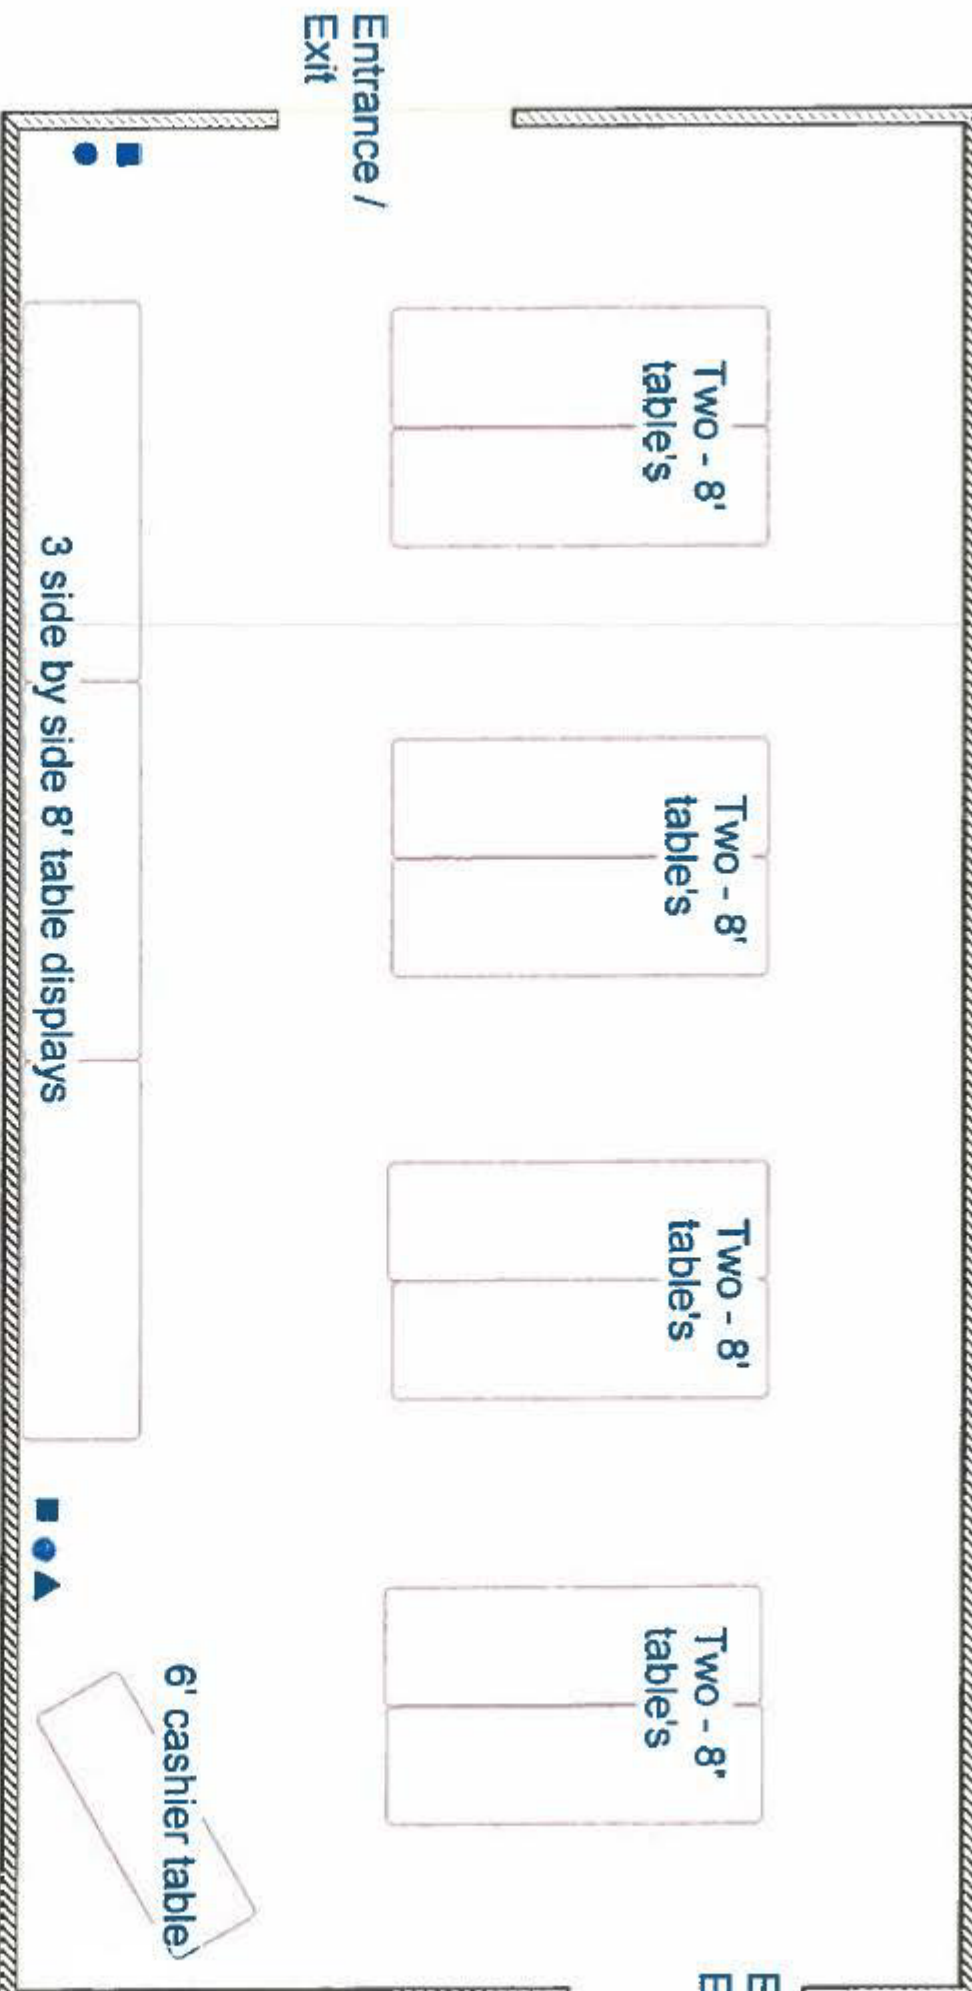 Two - 8'
table's
Two - 8'
table's
Two - 8'
table's
Two - 8'
table's
Entrance /
Exit
6' cashier table
3 side by side 8' table displays